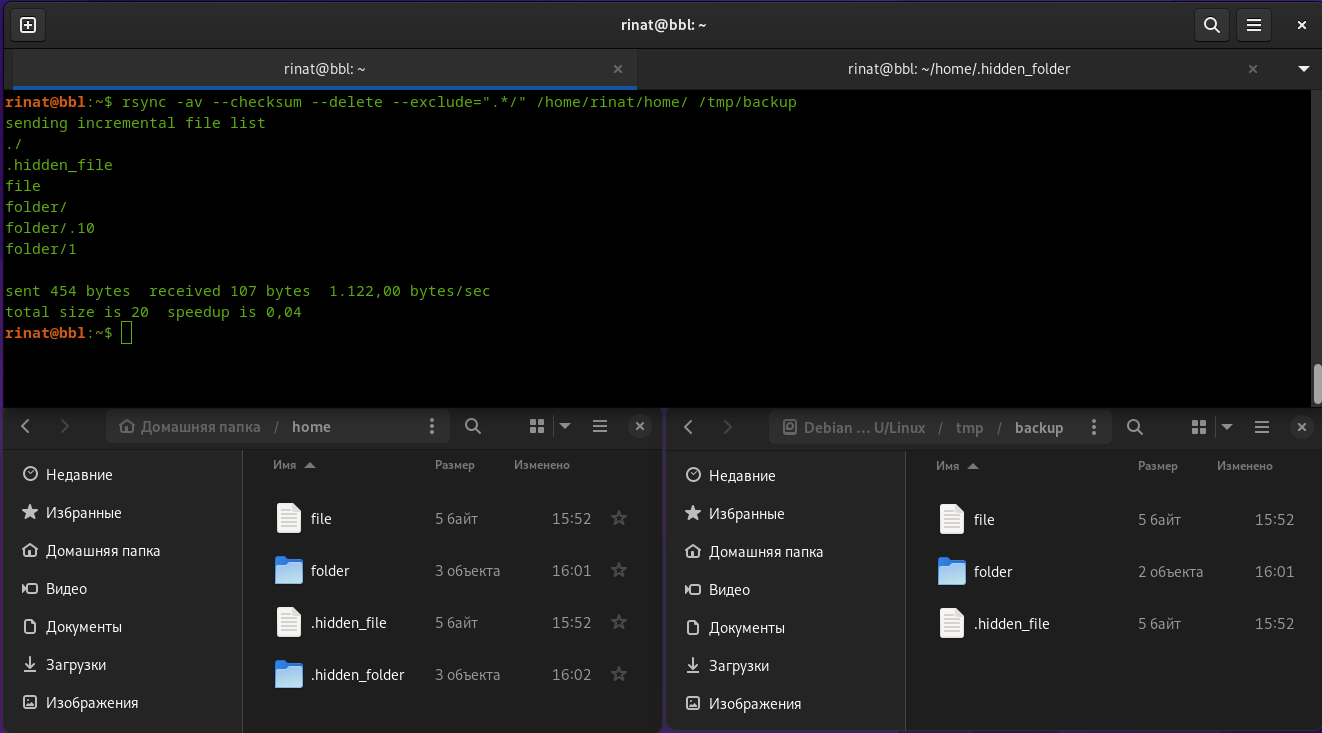 rinat@bbl: ~
rinat@bbl: ~
rinat@bbl: ~/home/.hidden_folder
rinat@bbl:~$ rsync -av --checksum --delete --exclude=".*/" /home/rinat/home/ /tmp/backup
sending incremental file list
./
.hidden_file
file
folder/
folder/.10
folder/1
sent 454 bytes  received 107 bytes  1.122,00 bytes/sec
total size is 20  speedup is 0,04
rinat@bbl:~$
Домашняя папка / home
Недавние
Избранные
Домашняя папка
Видео
Документы
Загрузки
Изображения
Имя Размер Изменено
file 5 байт 15:52
folder 3 объекта 16:01
.hidden_file 5 байт 15:52
.hidden_folder 3 объекта 16:02
Debian ... U/Linux / tmp / backup
Недавние
Избранные
Домашняя папка
Видео
Документы
Загрузки
Изображения
Имя Размер Изменено
file 5 байт 15:52
folder 2 объекта 16:01
.hidden_file 5 байт 15:52